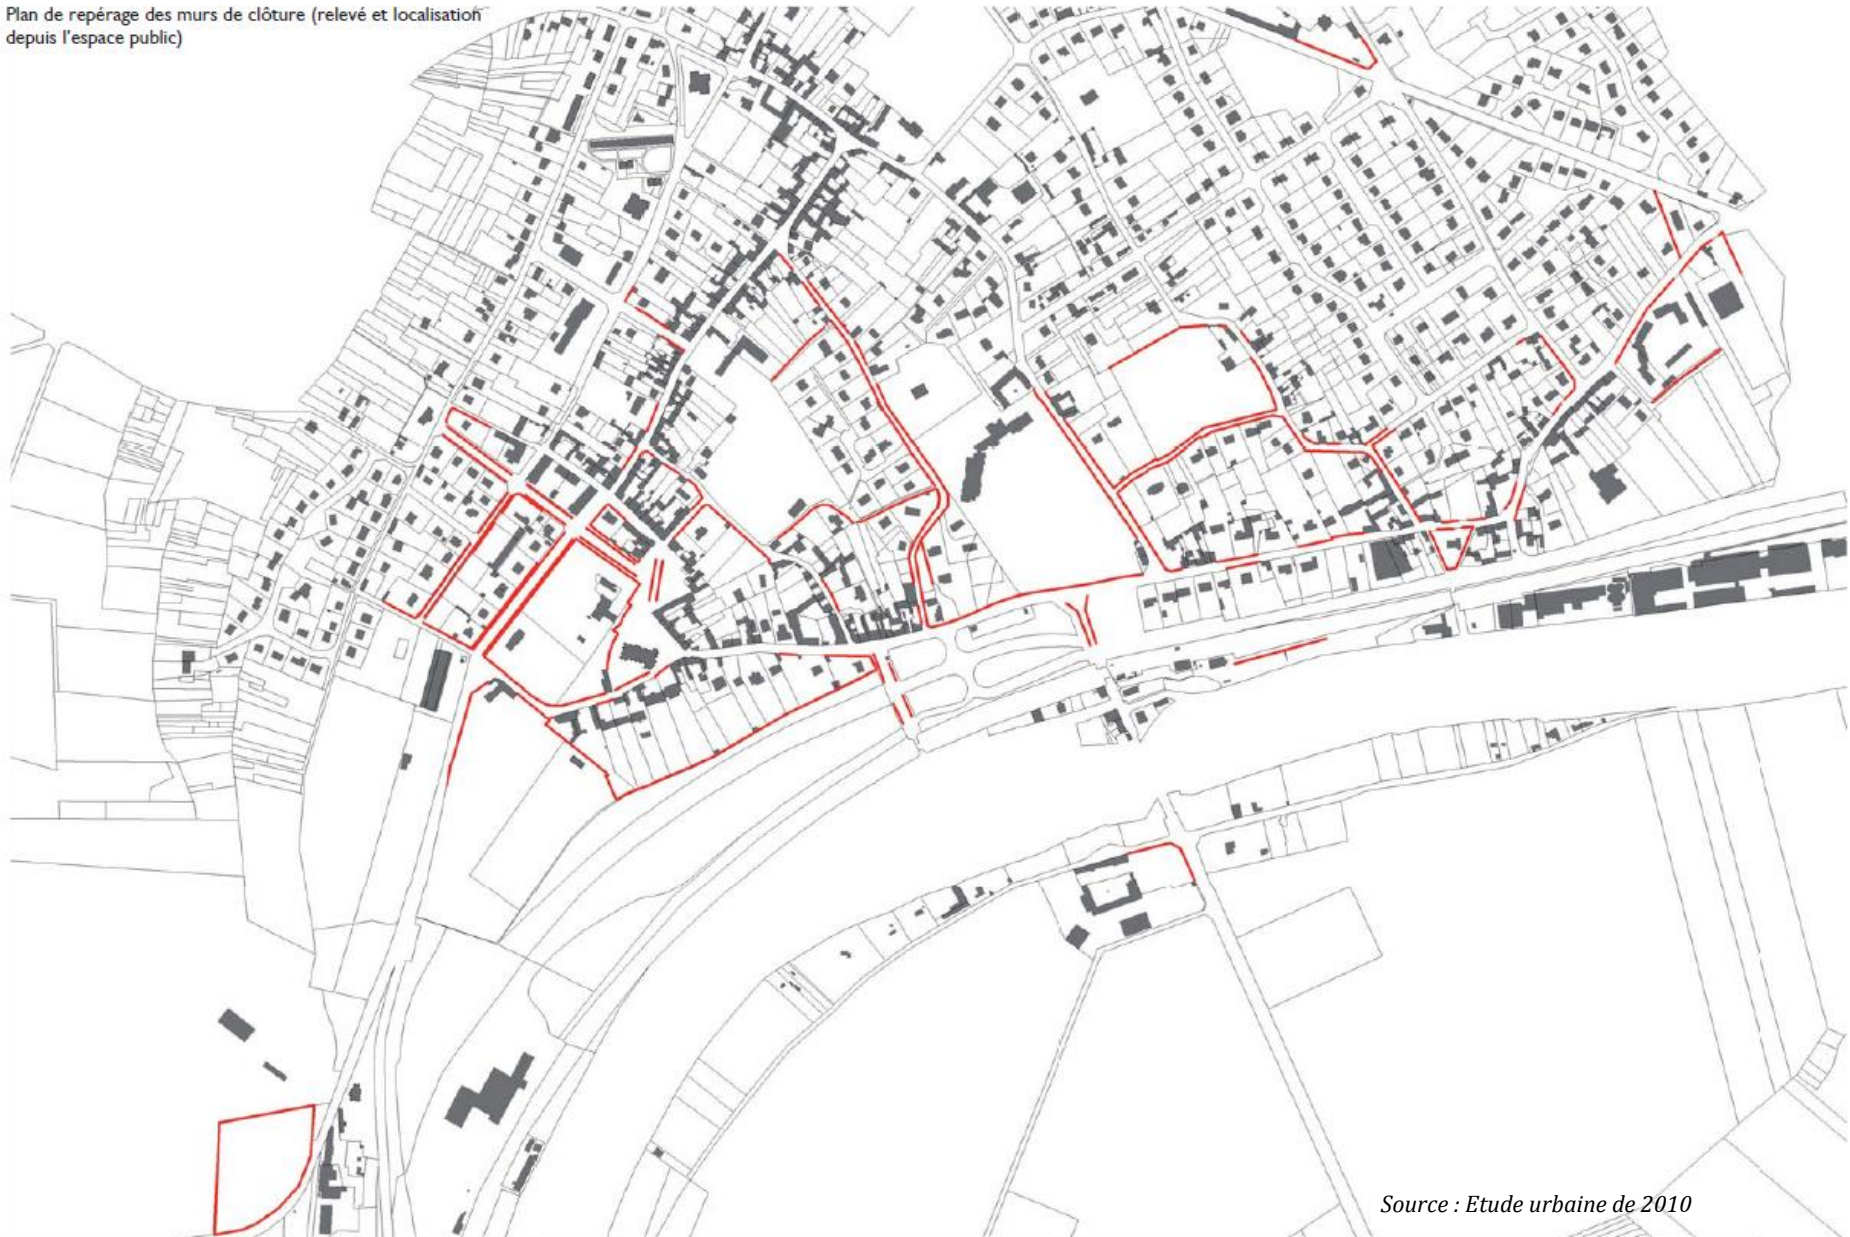 Plan de repérage des murs de clôture (relevé et localisation
depuis l'espace public)
Source : Etude urbaine de 2010